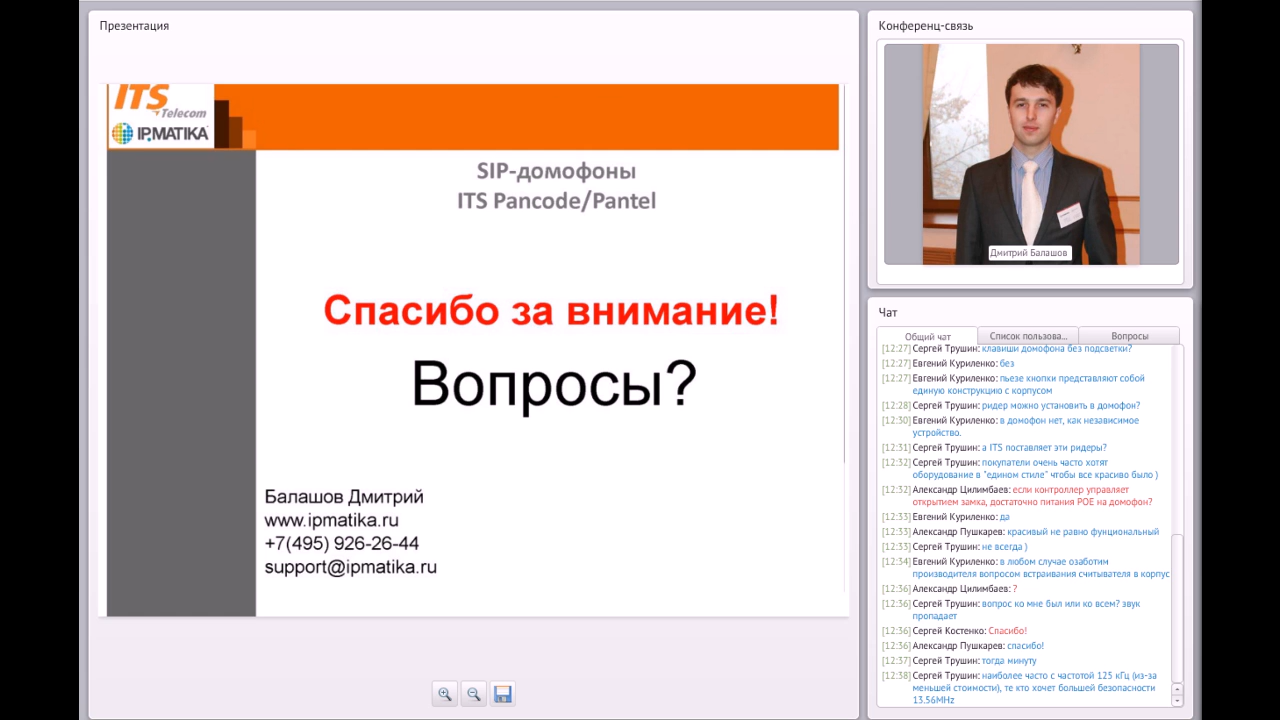 Презентация
ITS
Telecom
IPMATIKA
SIP-домофоны
ITS Pancode/Pantel
Спасибо за внимание!
Вопросы?
Балашов Дмитрий
www.ipmatika.ru
+7(495) 926-26-44
support@ipmatika.ru
Конференц-связь
Дмитрий Балашов
Чат
Общий чат
Список пользова...
Вопросы
[12:27] Сергей Трушин: клавиши домофона без подсветки?
[12:27] Евгений Куриленко: без
[12:27] Евгений Куриленко: пьезе кнопки представляют собой
единую конструкцию с корпусом
[12:28] Сергей Трушин: ридер можно установить в домофон?
[12:30] Евгений Куриленко: в домофон нет, как независимое
устройство.
[12:31] Сергей Трушин: а ITS поставляет эти ридеры?
[12:32] Сергей Трушин: покупатели очень часто хотят
оборудование в "едином стиле" чтобы все красиво было )
[12:32] Александр Цилимбаев: если контроллер управляет
открытием замка, достаточно питания POE на домофон?
[12:33] Евгений Куриленко: да
[12:33] Александр Пушкарев: красивый не равно фунциональный
[12:33] Сергей Трушин: не всегда )
[12:34] Евгений Куриленко: в любом случае озаботим
производителя вопросом встраивания считывателя в корпус
[12:36] Александр Цилимбаев: ?
[12:36] Сергей Трушин: вопрос ко мне был или ко всем? звук
пропадает
[12:36] Сергей Костенко: Спасибо!
[12:36] Александр Пушкарев: спасибо!
[12:37] Сергей Трушин: тогда минуту
[12:38] Сергей Трушин: наиболее часто с частотой 125 кГц (из-за
меньшей стоимости), те кто хочет большей безопасности
13.56MHz